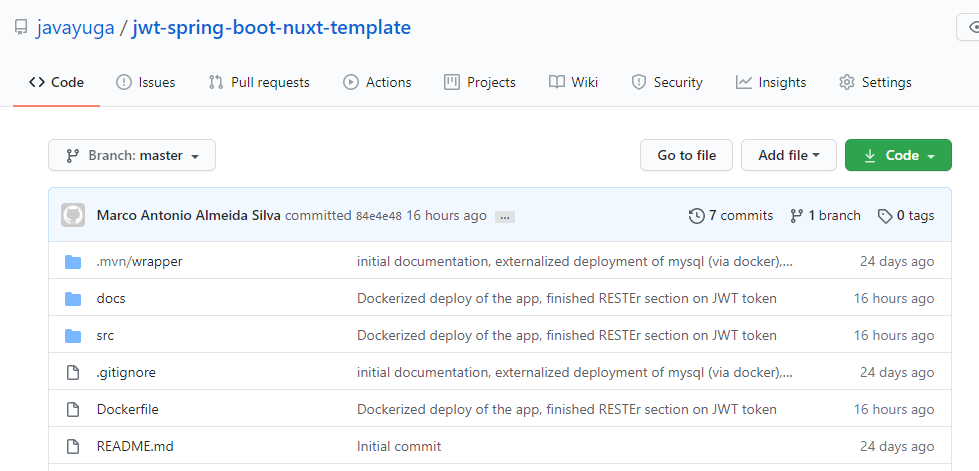 javayuga / jwt-spring-boot-nuxt-template
Code Issues Pull requests Actions Projects Wiki Security Insights Settings
Branch: master Go to file Add file Code
Marco Antonio Almeida Silva committed 84e4e48 16 hours ago ... 7 commits 1 branch 0 tags
.mvn/wrapper initial documentation, externalized deployment of mysql (via docker),... 24 days ago
docs Dockerized deploy of the app, finished RESTEr section on JWT token 16 hours ago
src Dockerized deploy of the app, finished RESTEr section on JWT token 16 hours ago
.gitignore initial documentation, externalized deployment of mysql (via docker),... 24 days ago
Dockerfile Dockerized deploy of the app, finished RESTEr section on JWT token 16 hours ago
README.md Initial commit 24 days ago